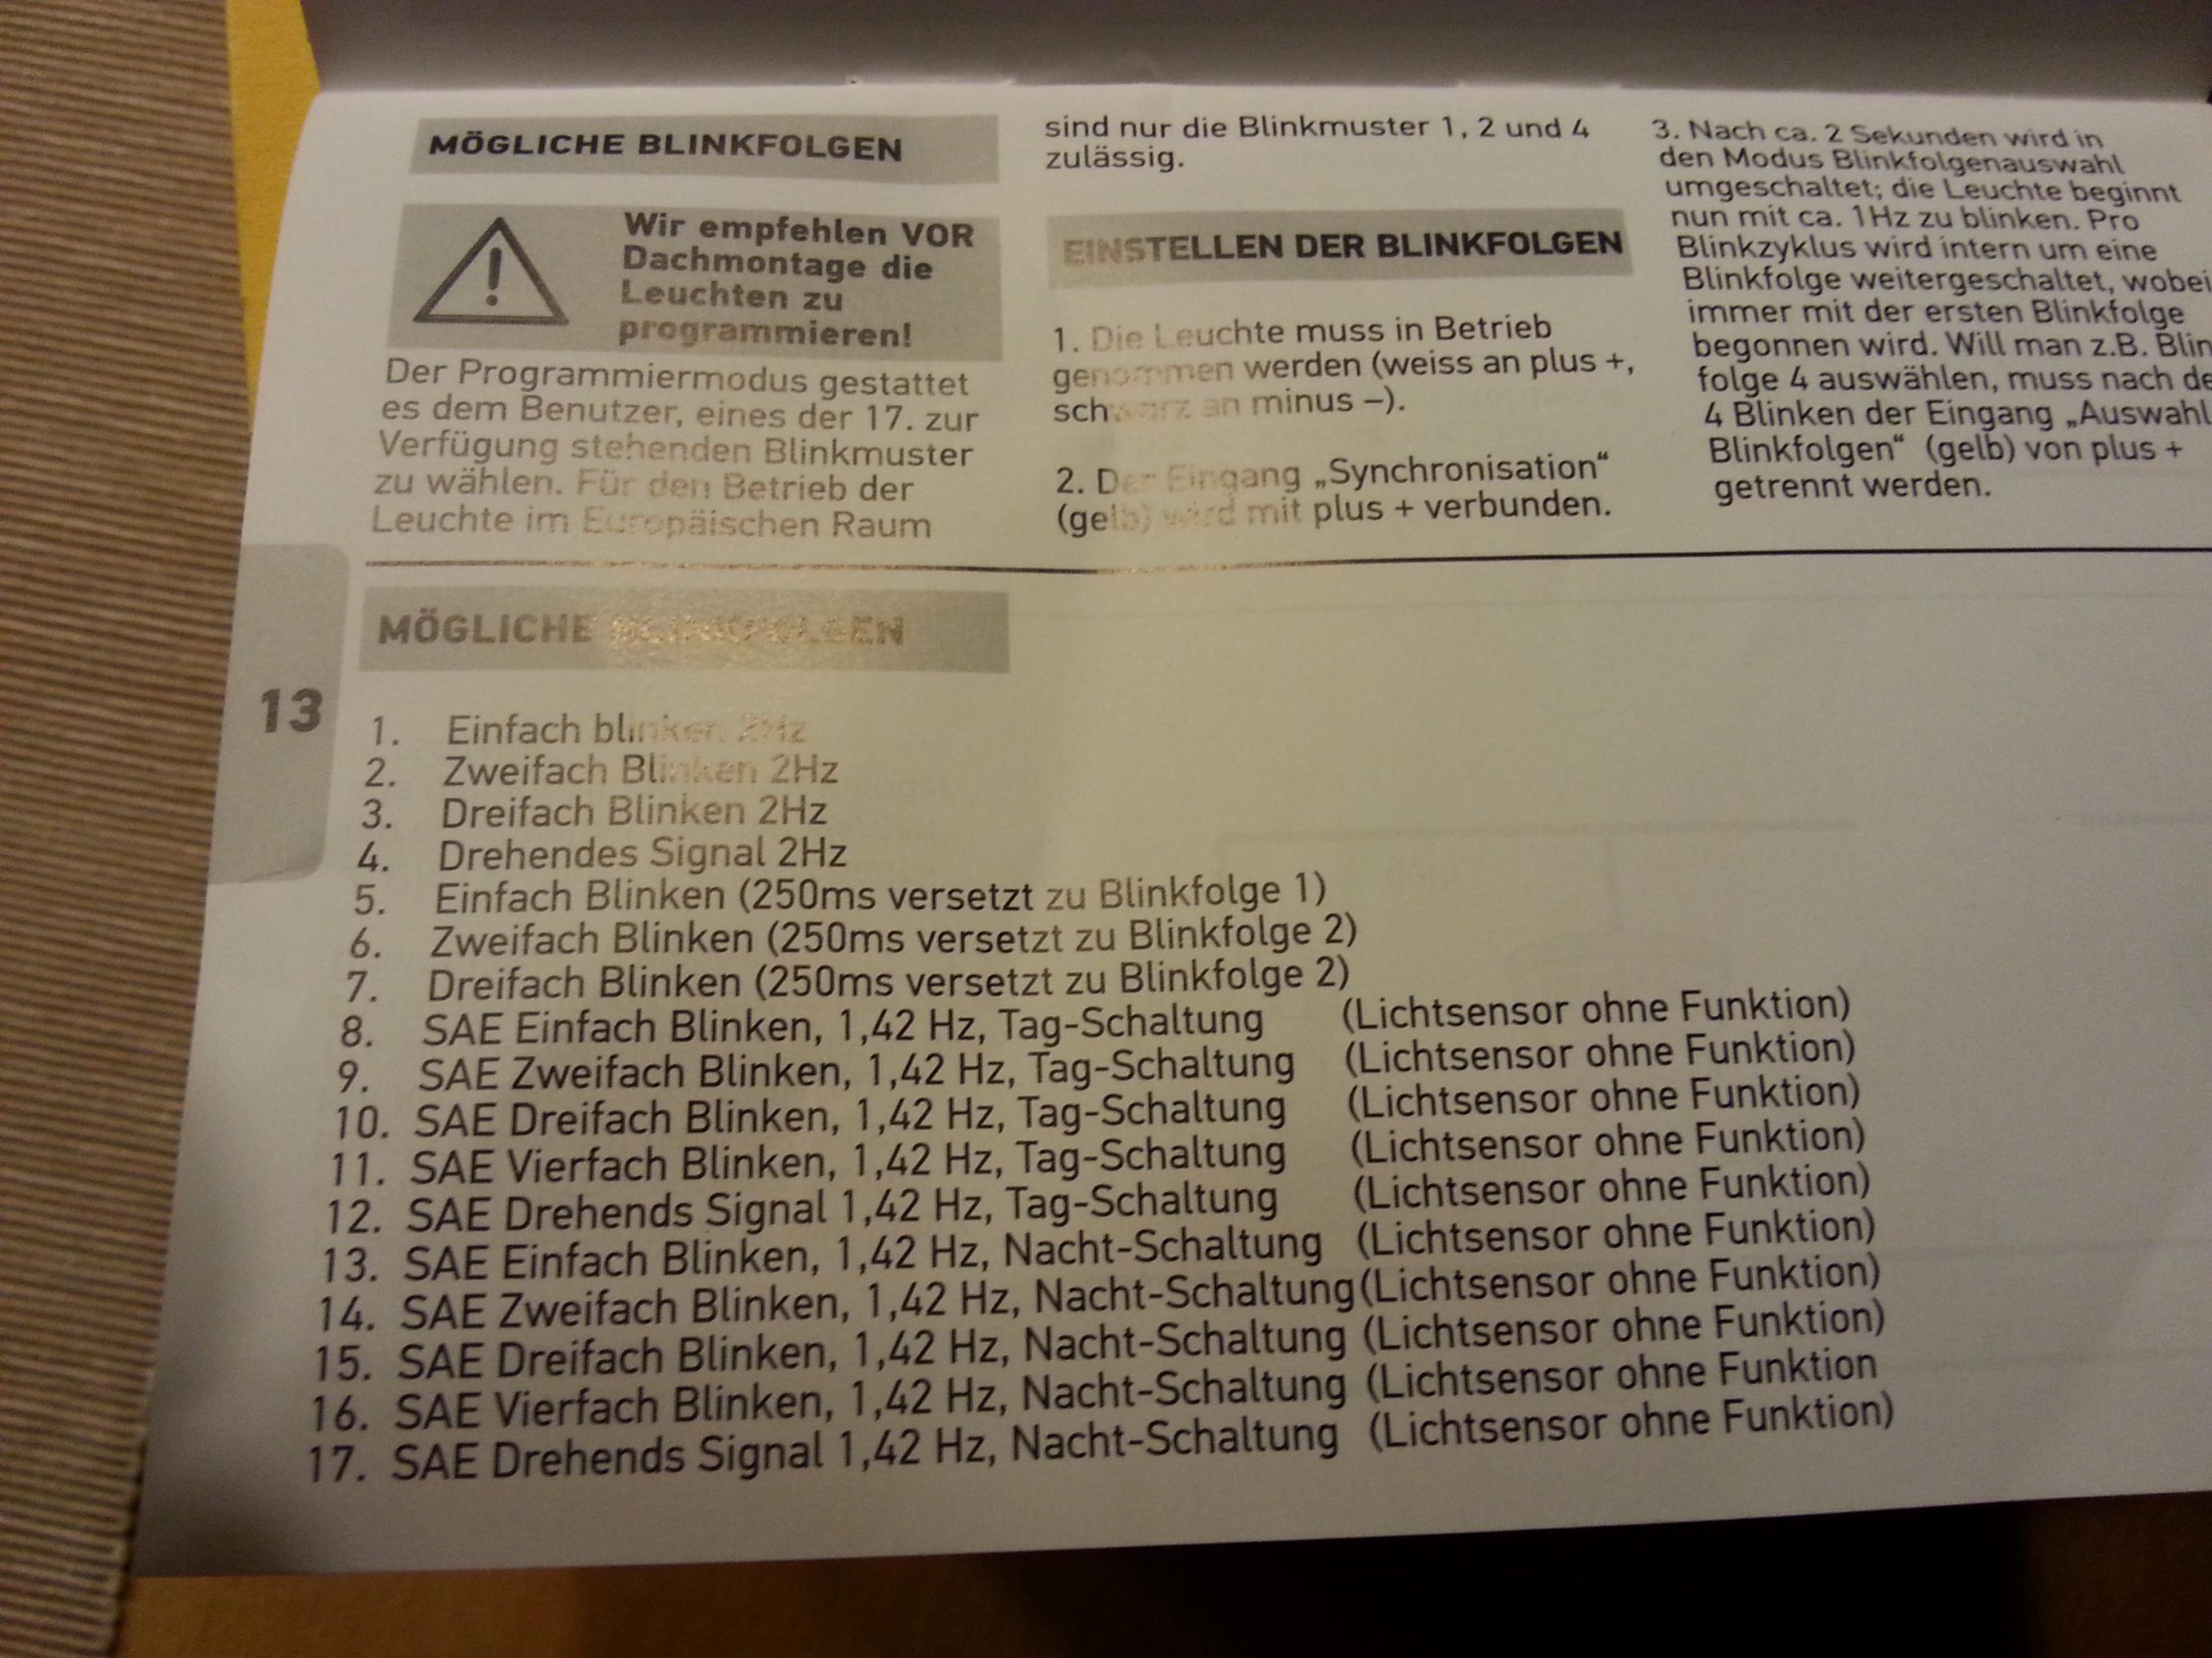 MÖGLICHE BLINKFOLGEN
Wir empfehlen VOR
Dachmontage die
Leuchten zu
programmieren!
Der Programmiermodus gestattet
es dem Benutzer, eines der 17. zur
Verfügung stehenden Blinkmuster
zu wählen. Für den Betrieb der
Leuchte im Europäischen Raum
sind nur die Blinkmuster 1, 2 und 4
zulässig.
EINSTELLEN DER BLINKFOLGEN
1. Die Leuchte muss in Betrieb
genommen werden (weiss an plus +,
schwarz an minus –).
2. Der Eingang „Synchronisation“
(gelb) wird mit plus + verbunden.
3. Nach ca. 2 Sekunden wird in
den Modus Blinkfolgenauswahl
umgeschaltet; die Leuchte beginnt
nun mit ca. 1Hz zu blinken. Pro
Blinkzyklus wird intern um eine
Blinkfolge weitergeschaltet, wobei
immer mit der ersten Blinkfolge
begonnen wird. Will man z.B. Blin
folge 4 auswählen, muss nach de
4 Blinken der Eingang „Auswahl
Blinkfolgen“ (gelb) von plus +
getrennt werden.
MÖGLICHE BLINKFOLGEN
13
1. Einfach blinken 2Hz
2. Zweifach Blinken 2Hz
3. Dreifach Blinken 2Hz
4. Drehendes Signal 2Hz
5. Einfach Blinken (250ms versetzt zu Blinkfolge 1)
6. Zweifach Blinken (250ms versetzt zu Blinkfolge 2)
7. Dreifach Blinken (250ms versetzt zu Blinkfolge 2)
8. SAE Einfach Blinken, 1,42 Hz, Tag-Schaltung (Lichtsensor ohne Funktion)
9. SAE Zweifach Blinken, 1,42 Hz, Tag-Schaltung (Lichtsensor ohne Funktion)
10. SAE Dreifach Blinken, 1,42 Hz, Tag-Schaltung (Lichtsensor ohne Funktion)
11. SAE Vierfach Blinken, 1,42 Hz, Tag-Schaltung (Lichtsensor ohne Funktion)
12. SAE Drehends Signal 1,42 Hz, Tag-Schaltung (Lichtsensor ohne Funktion)
13. SAE Einfach Blinken, 1,42 Hz, Nacht-Schaltung (Lichtsensor ohne Funktion)
14. SAE Zweifach Blinken, 1,42 Hz, Nacht-Schaltung(Lichtsensor ohne Funktion)
15. SAE Dreifach Blinken, 1,42 Hz, Nacht-Schaltung (Lichtsensor ohne Funktion)
16. SAE Vierfach Blinken, 1,42 Hz, Nacht-Schaltung (Lichtsensor ohne Funktion
17. SAE Drehends Signal 1,42 Hz, Nacht-Schaltung (Lichtsensor ohne Funktion)